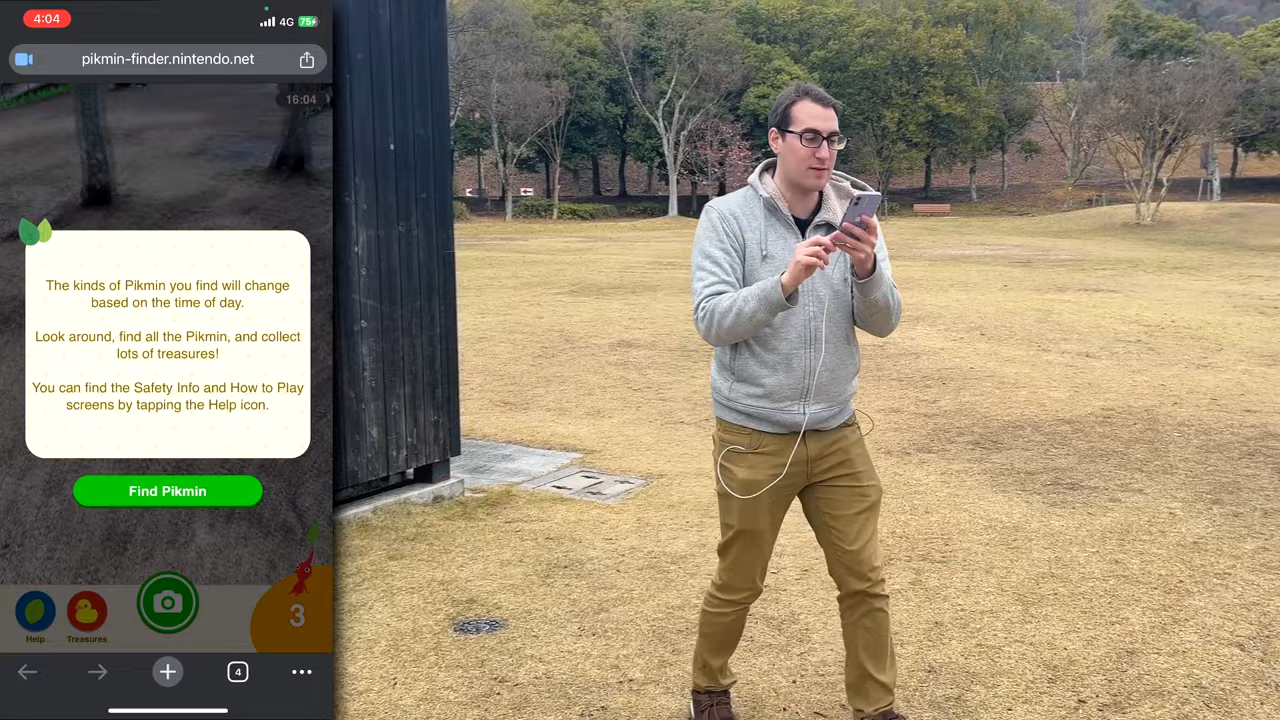 4:04
4G 75
pikmin-finder.nintendo.net
16:04
The kinds of Pikmin you find will change
based on the time of day.
Look around, find all the Pikmin, and collect
lots of treasures!
You can find the Safety Info and How to Play
screens by tapping the Help icon.
Find Pikmin
3
Help
Treasures
4